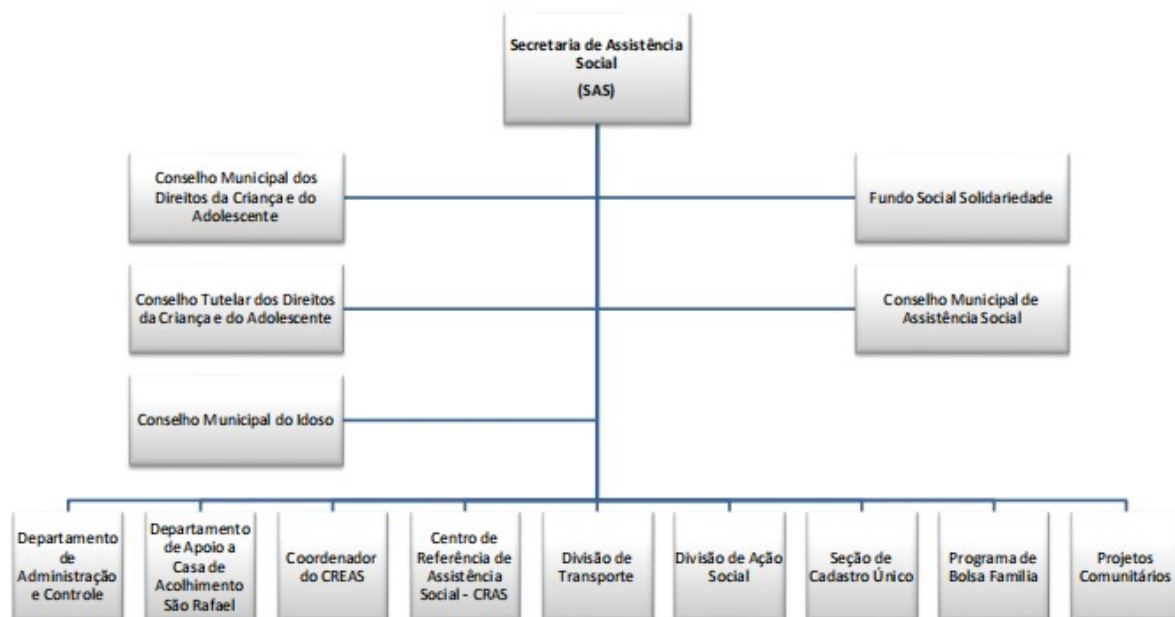 Secretaria de Assistência
Social
(SAS)
Conselho Municipal dos
Direitos da Criança e do
Adolescente
Fundo Social Solidariedade
Conselho Tutelar dos Direitos
da Criança e do Adolescente
Conselho Municipal de
Assistência Social
Conselho Municipal do Idoso
Departamento
de
Administração
e Controle
Departamento
de Apoio a
Casa de
Acolhimento
São Rafael
Coordenador
do CREAS
Centro de
Referência de
Assistência
Social - CRAS
Divisão de
Transporte
Divisão de Ação
Social
Seção de
Cadastro Único
Programa de
Bolsa Familia
Projetos
Comunitários